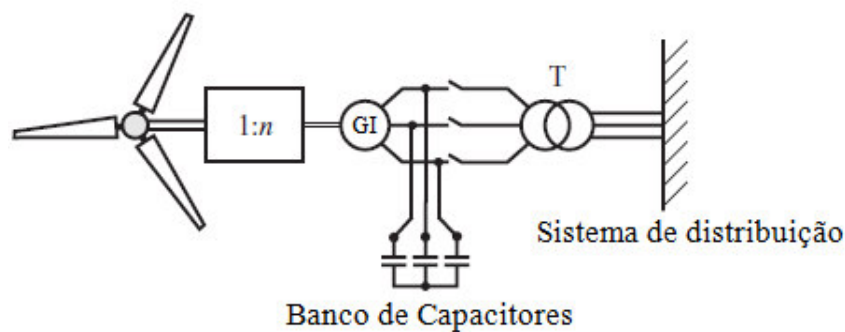 1:n
GI
T
Sistema de distribuição
Banco de Capacitores